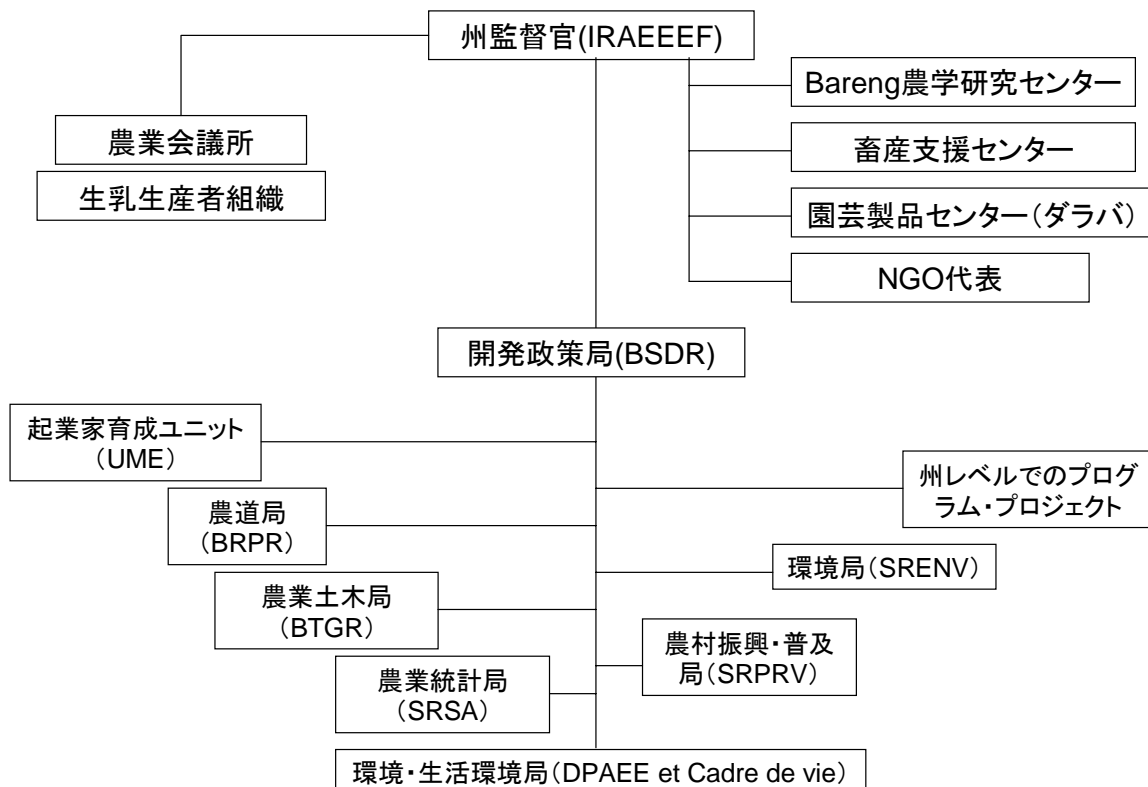 州監督官(IRAEEEF)
Bareng農学研究センター
農業会議所
畜産支援センター
生乳生産者組織
園芸製品センター（ダラバ）
NGO代表
開発政策局(BSDR)
起業家育成ユニット
（UME）
州レベルでのプログ
ラム・プロジェクト
農道局
(BRPR)
環境局（SRENV）
農業土木局
(BTGR)
農村振興・普及
局（SRPRV）
農業統計局
(SRSA)
環境・生活環境局（DPAEE et Cadre de vie）